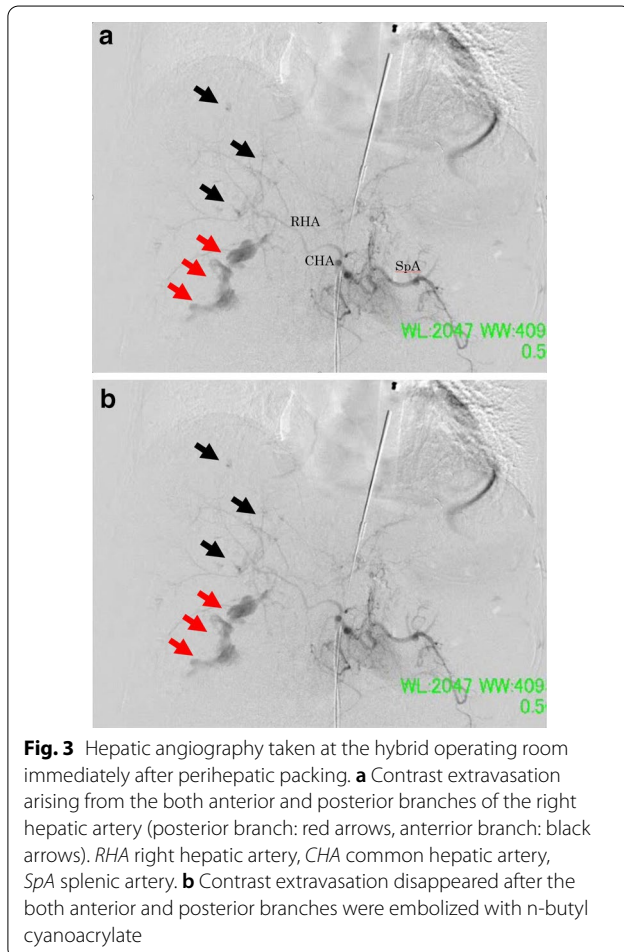 a
RHA
CHA
SpA
WL:2047 WW:409
0.5
b
WL:2047 WW:409
0.5
Fig. 3 Hepatic angiography taken at the hybrid operating room
immediately after perihepatic packing. a Contrast extravasation
arising from the both anterior and posterior branches of the right
hepatic artery (posterior branch: red arrows, anterrior branch: black
arrows). RHA right hepatic artery, CHA common hepatic artery,
SpA splenic artery. b Contrast extravasation disappeared after the
both anterior and posterior branches were embolized with n-butyl
cyanoacrylate